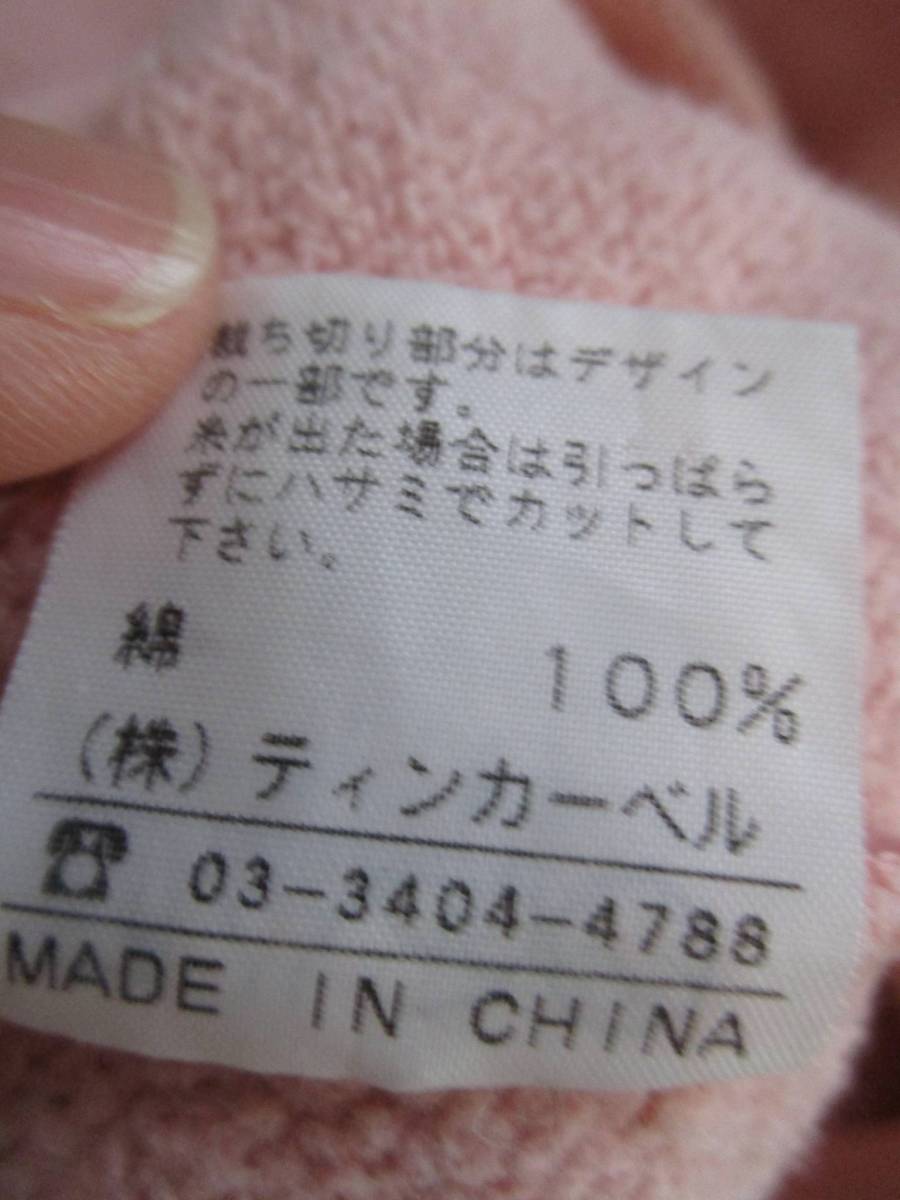 裁ち切り部分はデザイン
の一部です。
糸が出た場合は引っぱら
ずにハサミでカットして
下さい。
綿 100%
(株)ティンカーベル
☎ 03-3404-4788
MADE IN CHINA